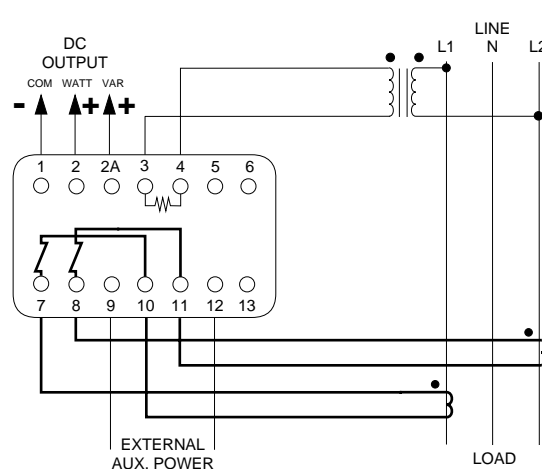 DC
OUTPUT
COM WATT VAR
- + +
LINE
L1 N L2
1 2 2A 3 4 5 6
7 8 9 10 11 12 13
EXTERNAL
AUX. POWER
LOAD